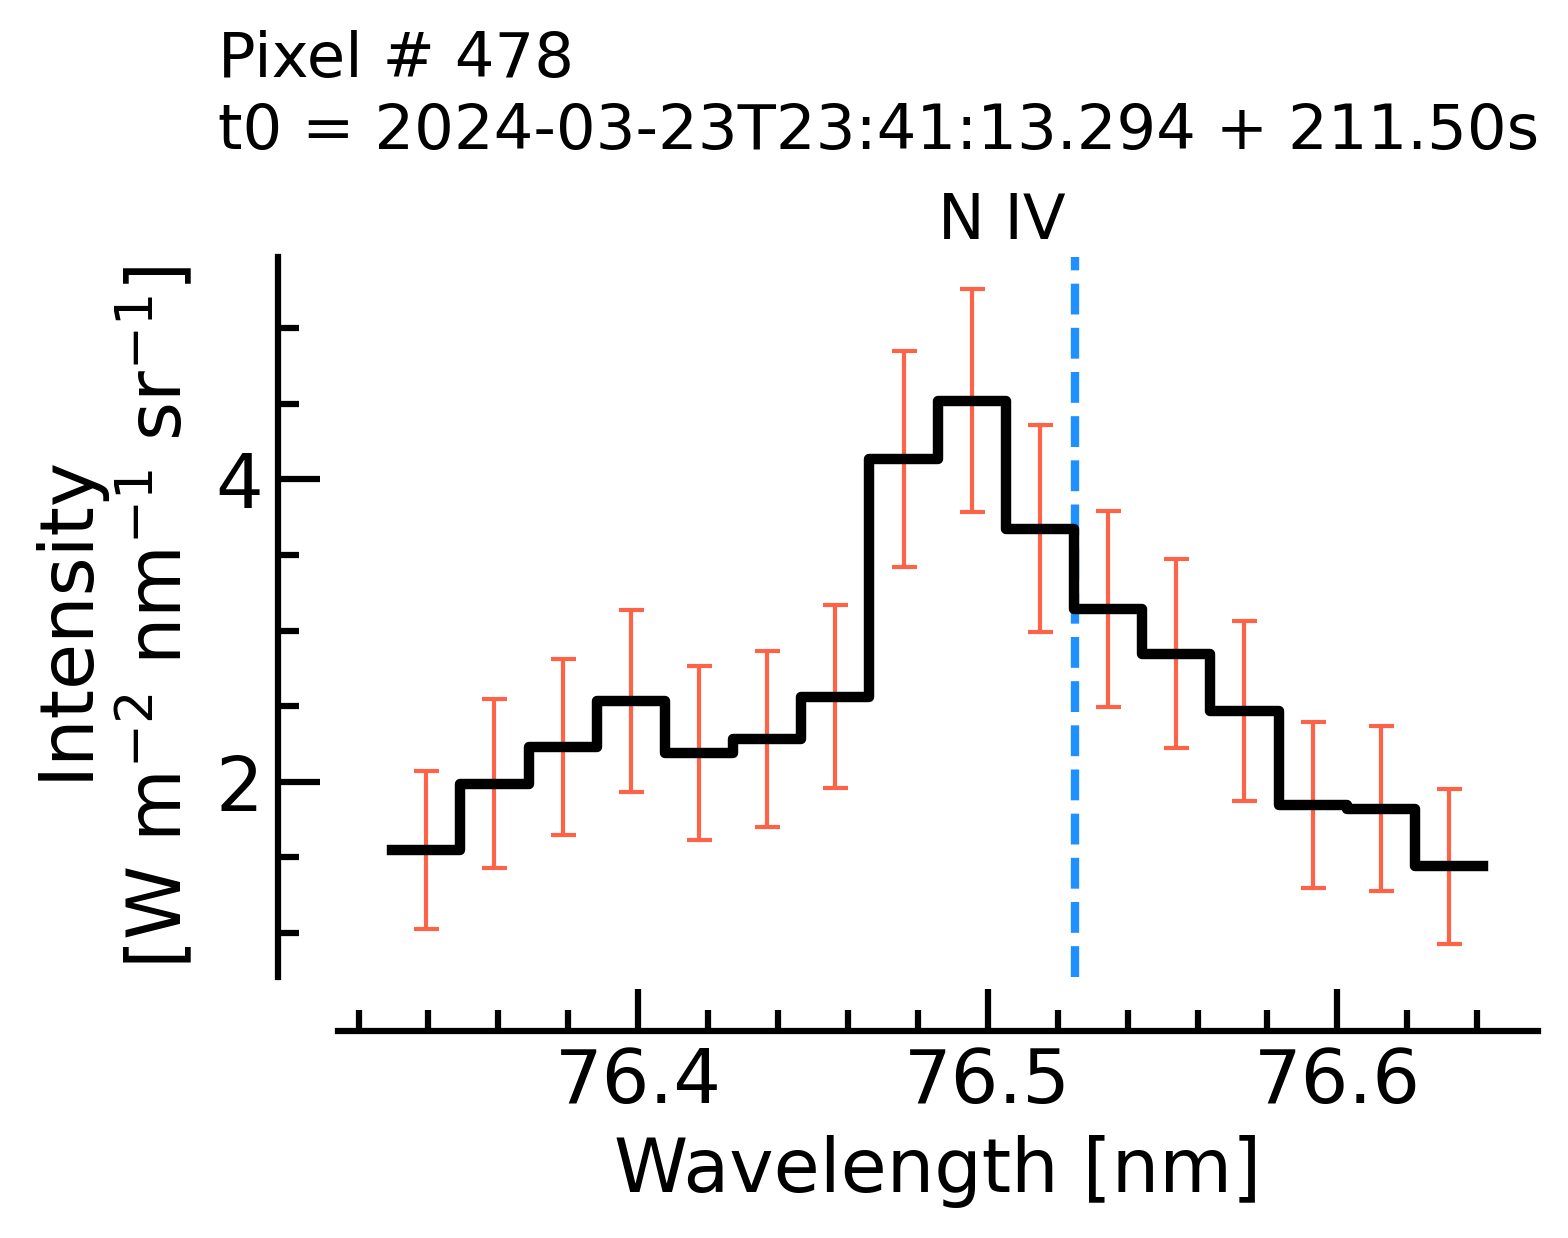 Pixel # 478
t0 = 2024-03-23T23:41:13.294 + 211.50s
N IV
Intensity
[W m⁻² nm⁻¹ sr⁻¹]
4
2
76.4 76.5 76.6
Wavelength [nm]